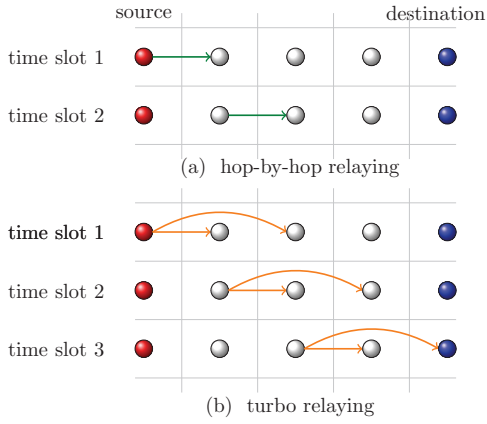 source destination
time slot 1
time slot 2
(a) hop-by-hop relaying
time slot 1
time slot 2
time slot 3
(b) turbo relaying